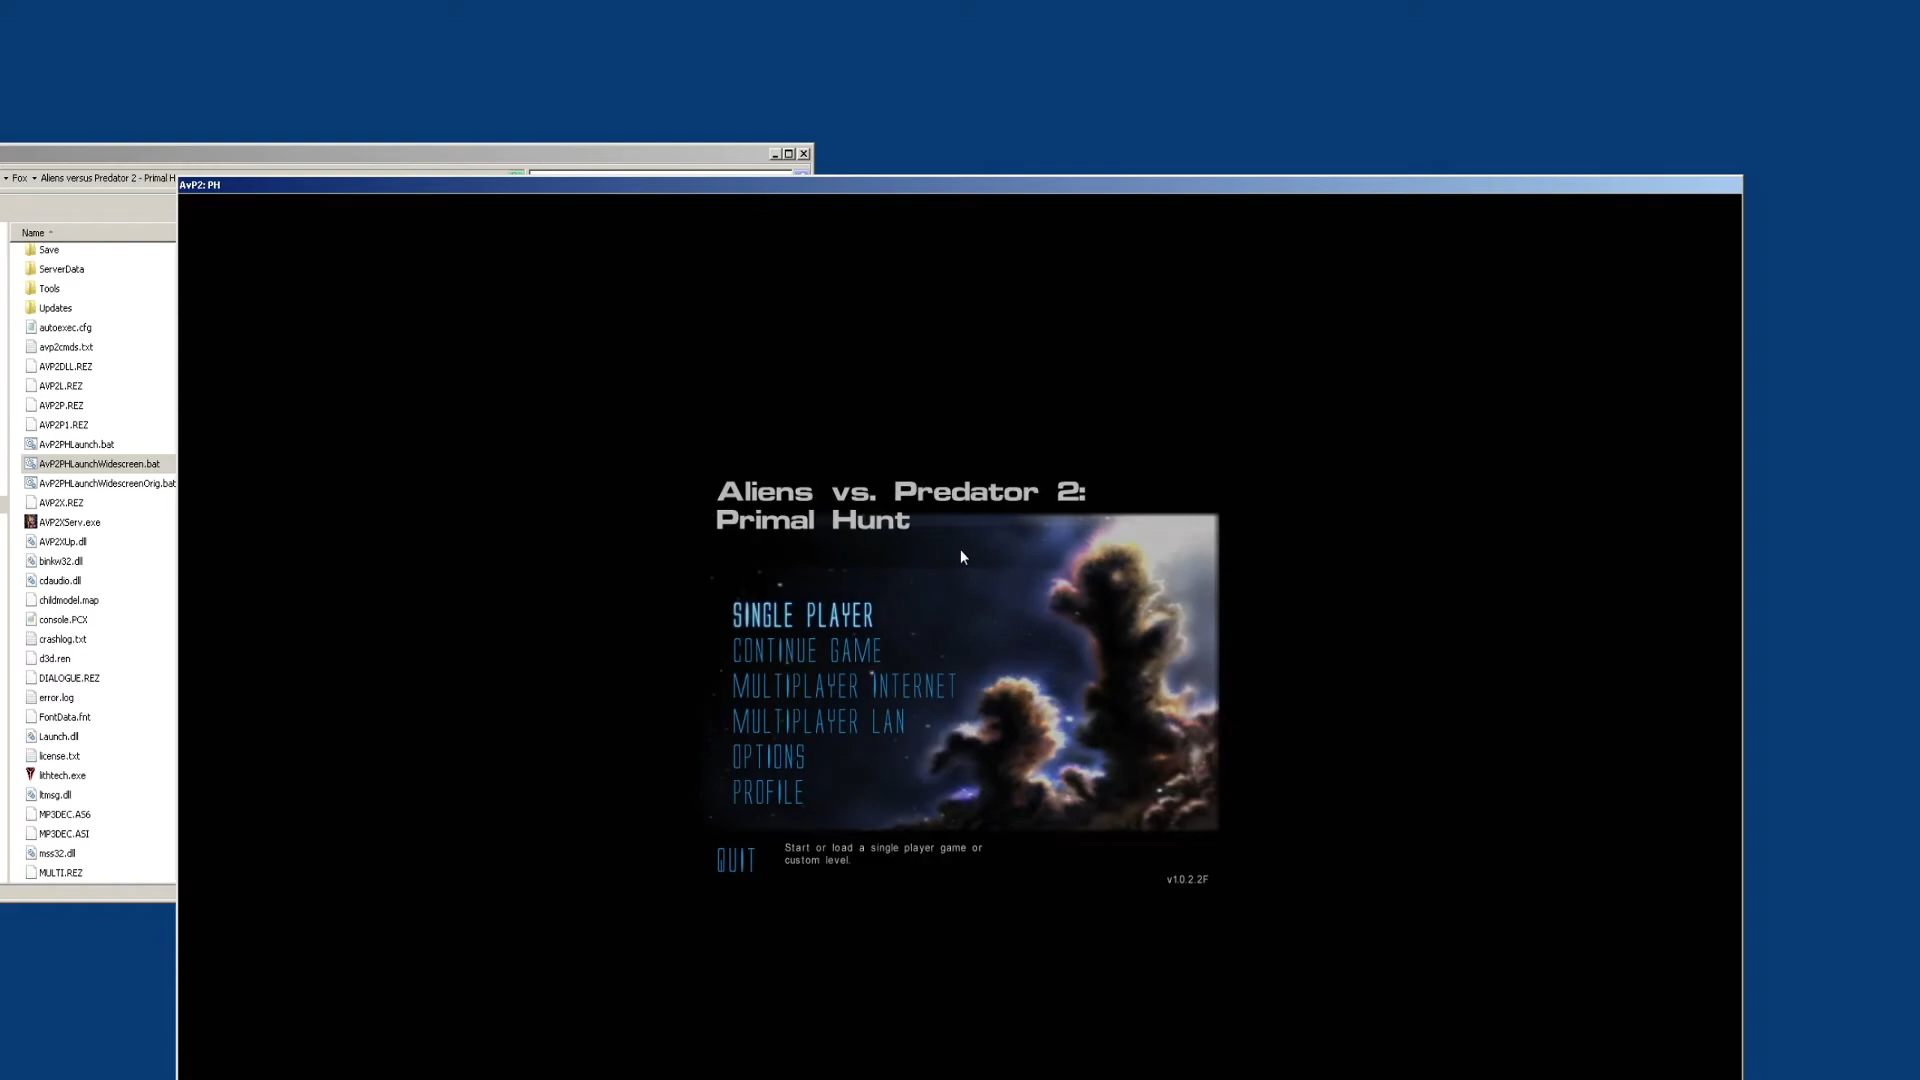 Fox Aliens versus Predator 2 - Primal H
AvP2: PH
Name
Save
ServerData
Tools
Updates
autoexec.cfg
avp2cmds.txt
AVP2DLL.REZ
AVP2L.REZ
AVP2P.REZ
AVP2P1.REZ
AvP2PHLaunch.bat
AvP2PHLaunchWidescreen.bat
AvP2PHLaunchWidescreenOrig.bat
AVP2X.REZ
AVP2XServ.exe
AVP2XUp.dll
binkw32.dll
cdaudio.dll
childmodel.map
console.PCX
crashlog.txt
d3d.ren
DIALOGUE.REZ
error.log
FontData.fnt
Launch.dll
license.txt
lithtech.exe
ltmsg.dll
MP3DEC.AS6
MP3DEC.ASI
mss32.dll
MULTI.REZ
Aliens vs. Predator 2:
Primal Hunt
SINGLE PLAYER
CONTINUE GAME
MULTIPLAYER INTERNET
MULTIPLAYER LAN
OPTIONS
PROFILE
QUIT
Start or load a single player game or
custom level.
v1.0.2.2F